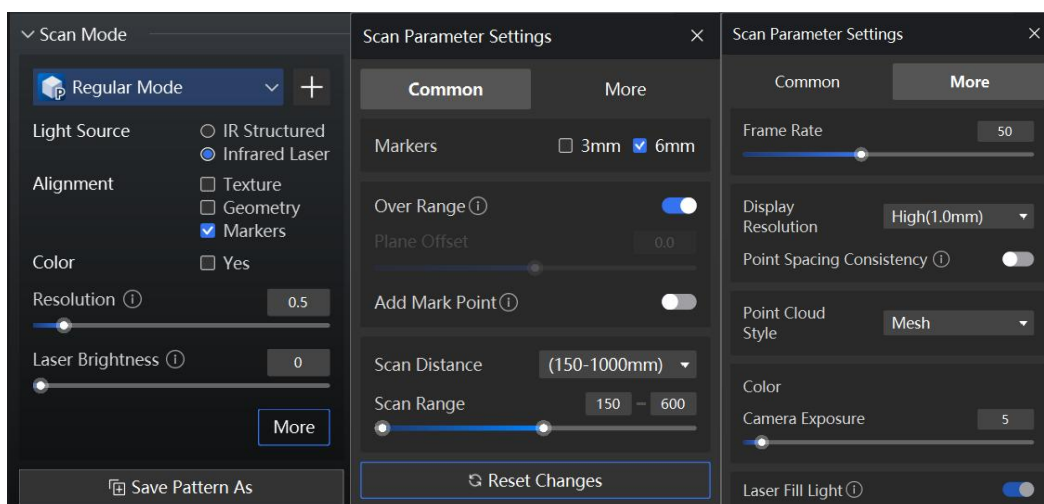 Scan Mode
Regular Mode
Light Source
IR Structured
Infrared Laser
Alignment
Texture
Geometry
Markers
Color
Yes
Resolution
0.5
Laser Brightness
0
More
Save Pattern As
Scan Parameter Settings
Common
More
Markers
3mm
6mm
Over Range
Plane Offset
0.0
Add Mark Point
Scan Distance
(150-1000mm)
Scan Range
150 – 600
Reset Changes
Scan Parameter Settings
Common
More
Frame Rate
50
Display
Resolution
High(1.0mm)
Point Spacing Consistency
Point Cloud
Style
Mesh
Color
Camera Exposure
5
Laser Fill Light